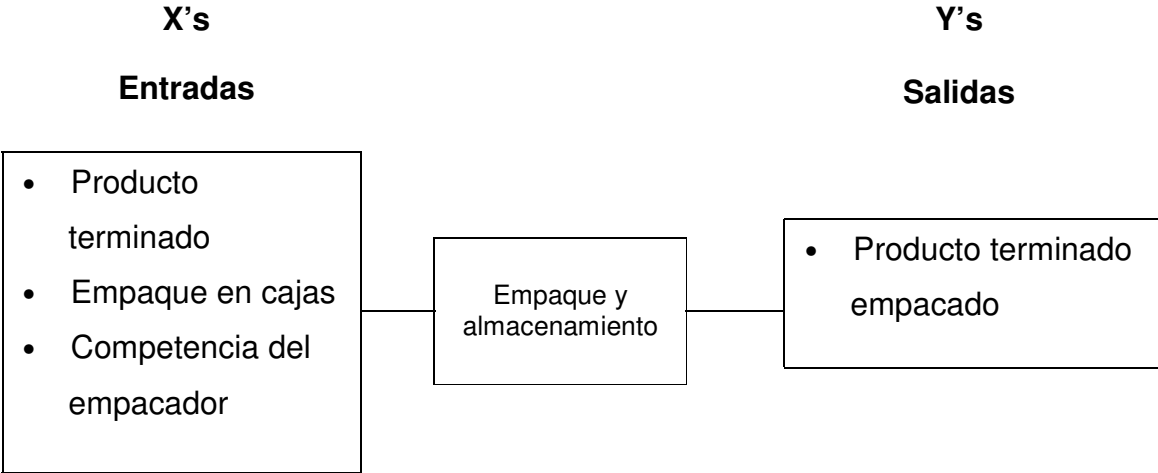 X’s
Entradas
• Producto
terminado
• Empaque en cajas
• Competencia del
empacador
Empaque y
almacenamiento
Y’s
Salidas
• Producto terminado
empacado